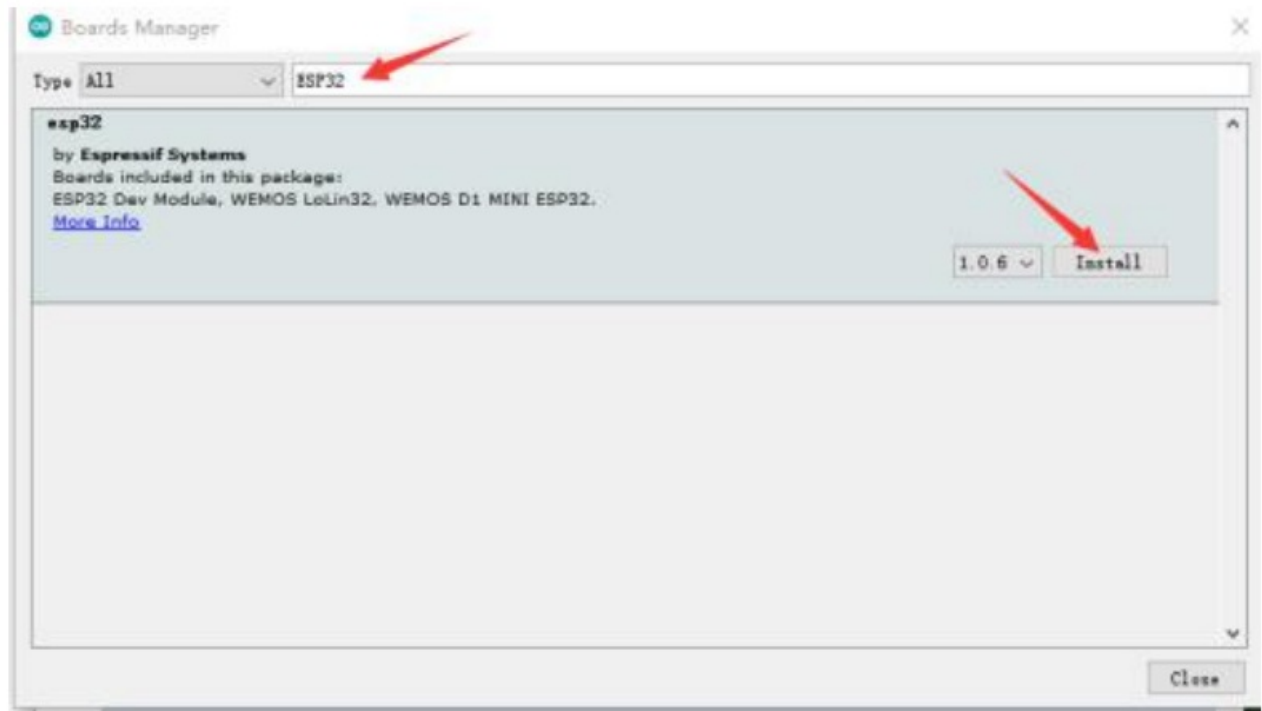 Boards Manager
Type All ESP32
esp32
by Espressif Systems
Boards included in this package:
ESP32 Dev Module, WEMOS LoLin32, WEMOS D1 MINI ESP32.
More Info
1.0.6 Install
Close